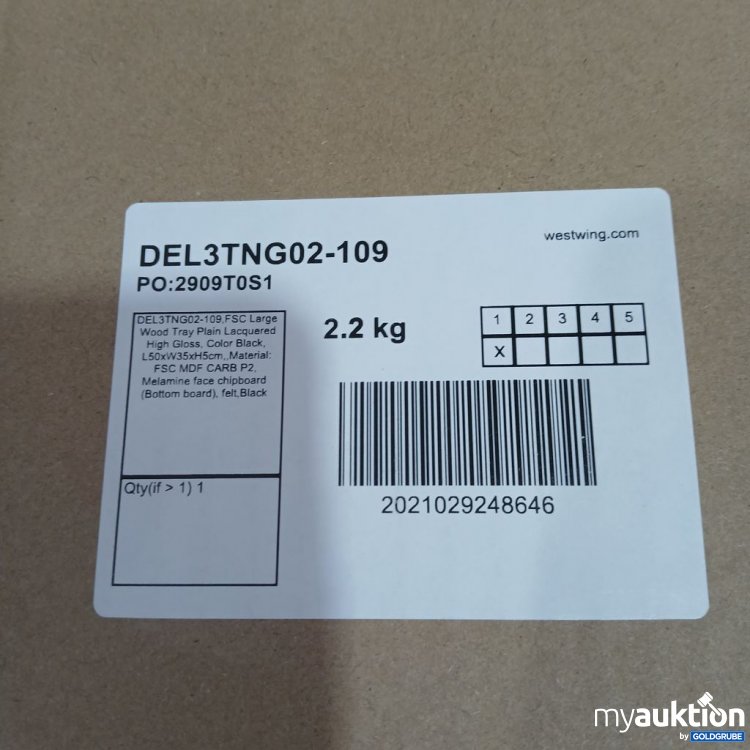 westwing.com
DEL3TNG02-109
PO:2909T0S1
DEL3TNG02-109,FSC Large
Wood Tray Plain Lacquered
High Gloss, Color Black,
L50xW35xH5cm,,Material:
FSC MDF CARB P2,
Melamine face chipboard
(Bottom board), felt,Black
2.2 kg
1 2 3 4 5
X
2021029248646
Qty(if > 1) 1
myauktion
by GOLDGRUBE